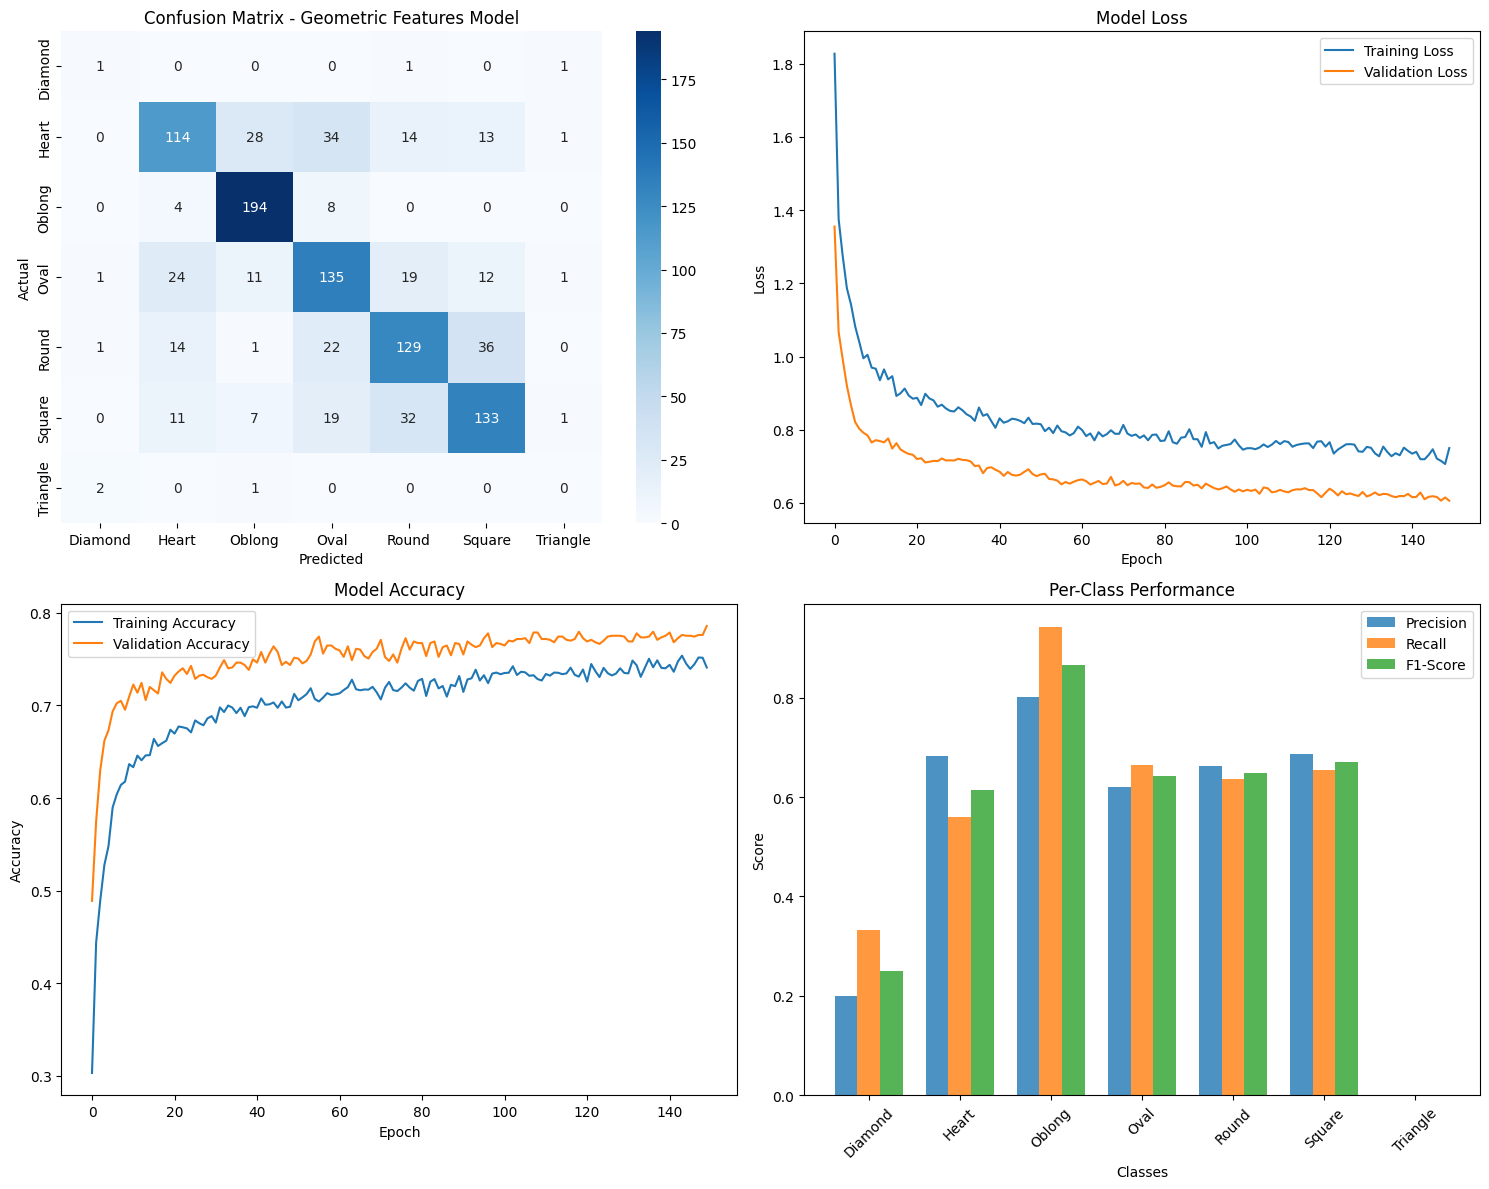 Confusion Matrix - Geometric Features Model
Actual
Diamond 1 0 0 0 1 0 1
Heart 0 114 28 34 14 13 1
Oblong 0 4 194 8 0 0 0
Oval 1 24 11 135 19 12 1
Round 1 14 1 22 129 36 0
Square 0 11 7 19 32 133 1
Triangle 2 0 1 0 0 0 0
Diamond Heart Oblong Oval Round Square Triangle
Predicted
175
150
125
100
75
50
25
0
Model Loss
Training Loss
Validation Loss
Loss
1.8
1.6
1.4
1.2
1.0
0.8
0.6
0 20 40 60 80 100 120 140
Epoch
Model Accuracy
Training Accuracy
Validation Accuracy
Accuracy
0.8
0.7
0.6
0.5
0.4
0.3
0 20 40 60 80 100 120 140
Epoch
Per-Class Performance
Precision
Recall
F1-Score
Score
0.8
0.6
0.4
0.2
0.0
Diamond Heart Oblong Oval Round Square Triangle
Classes